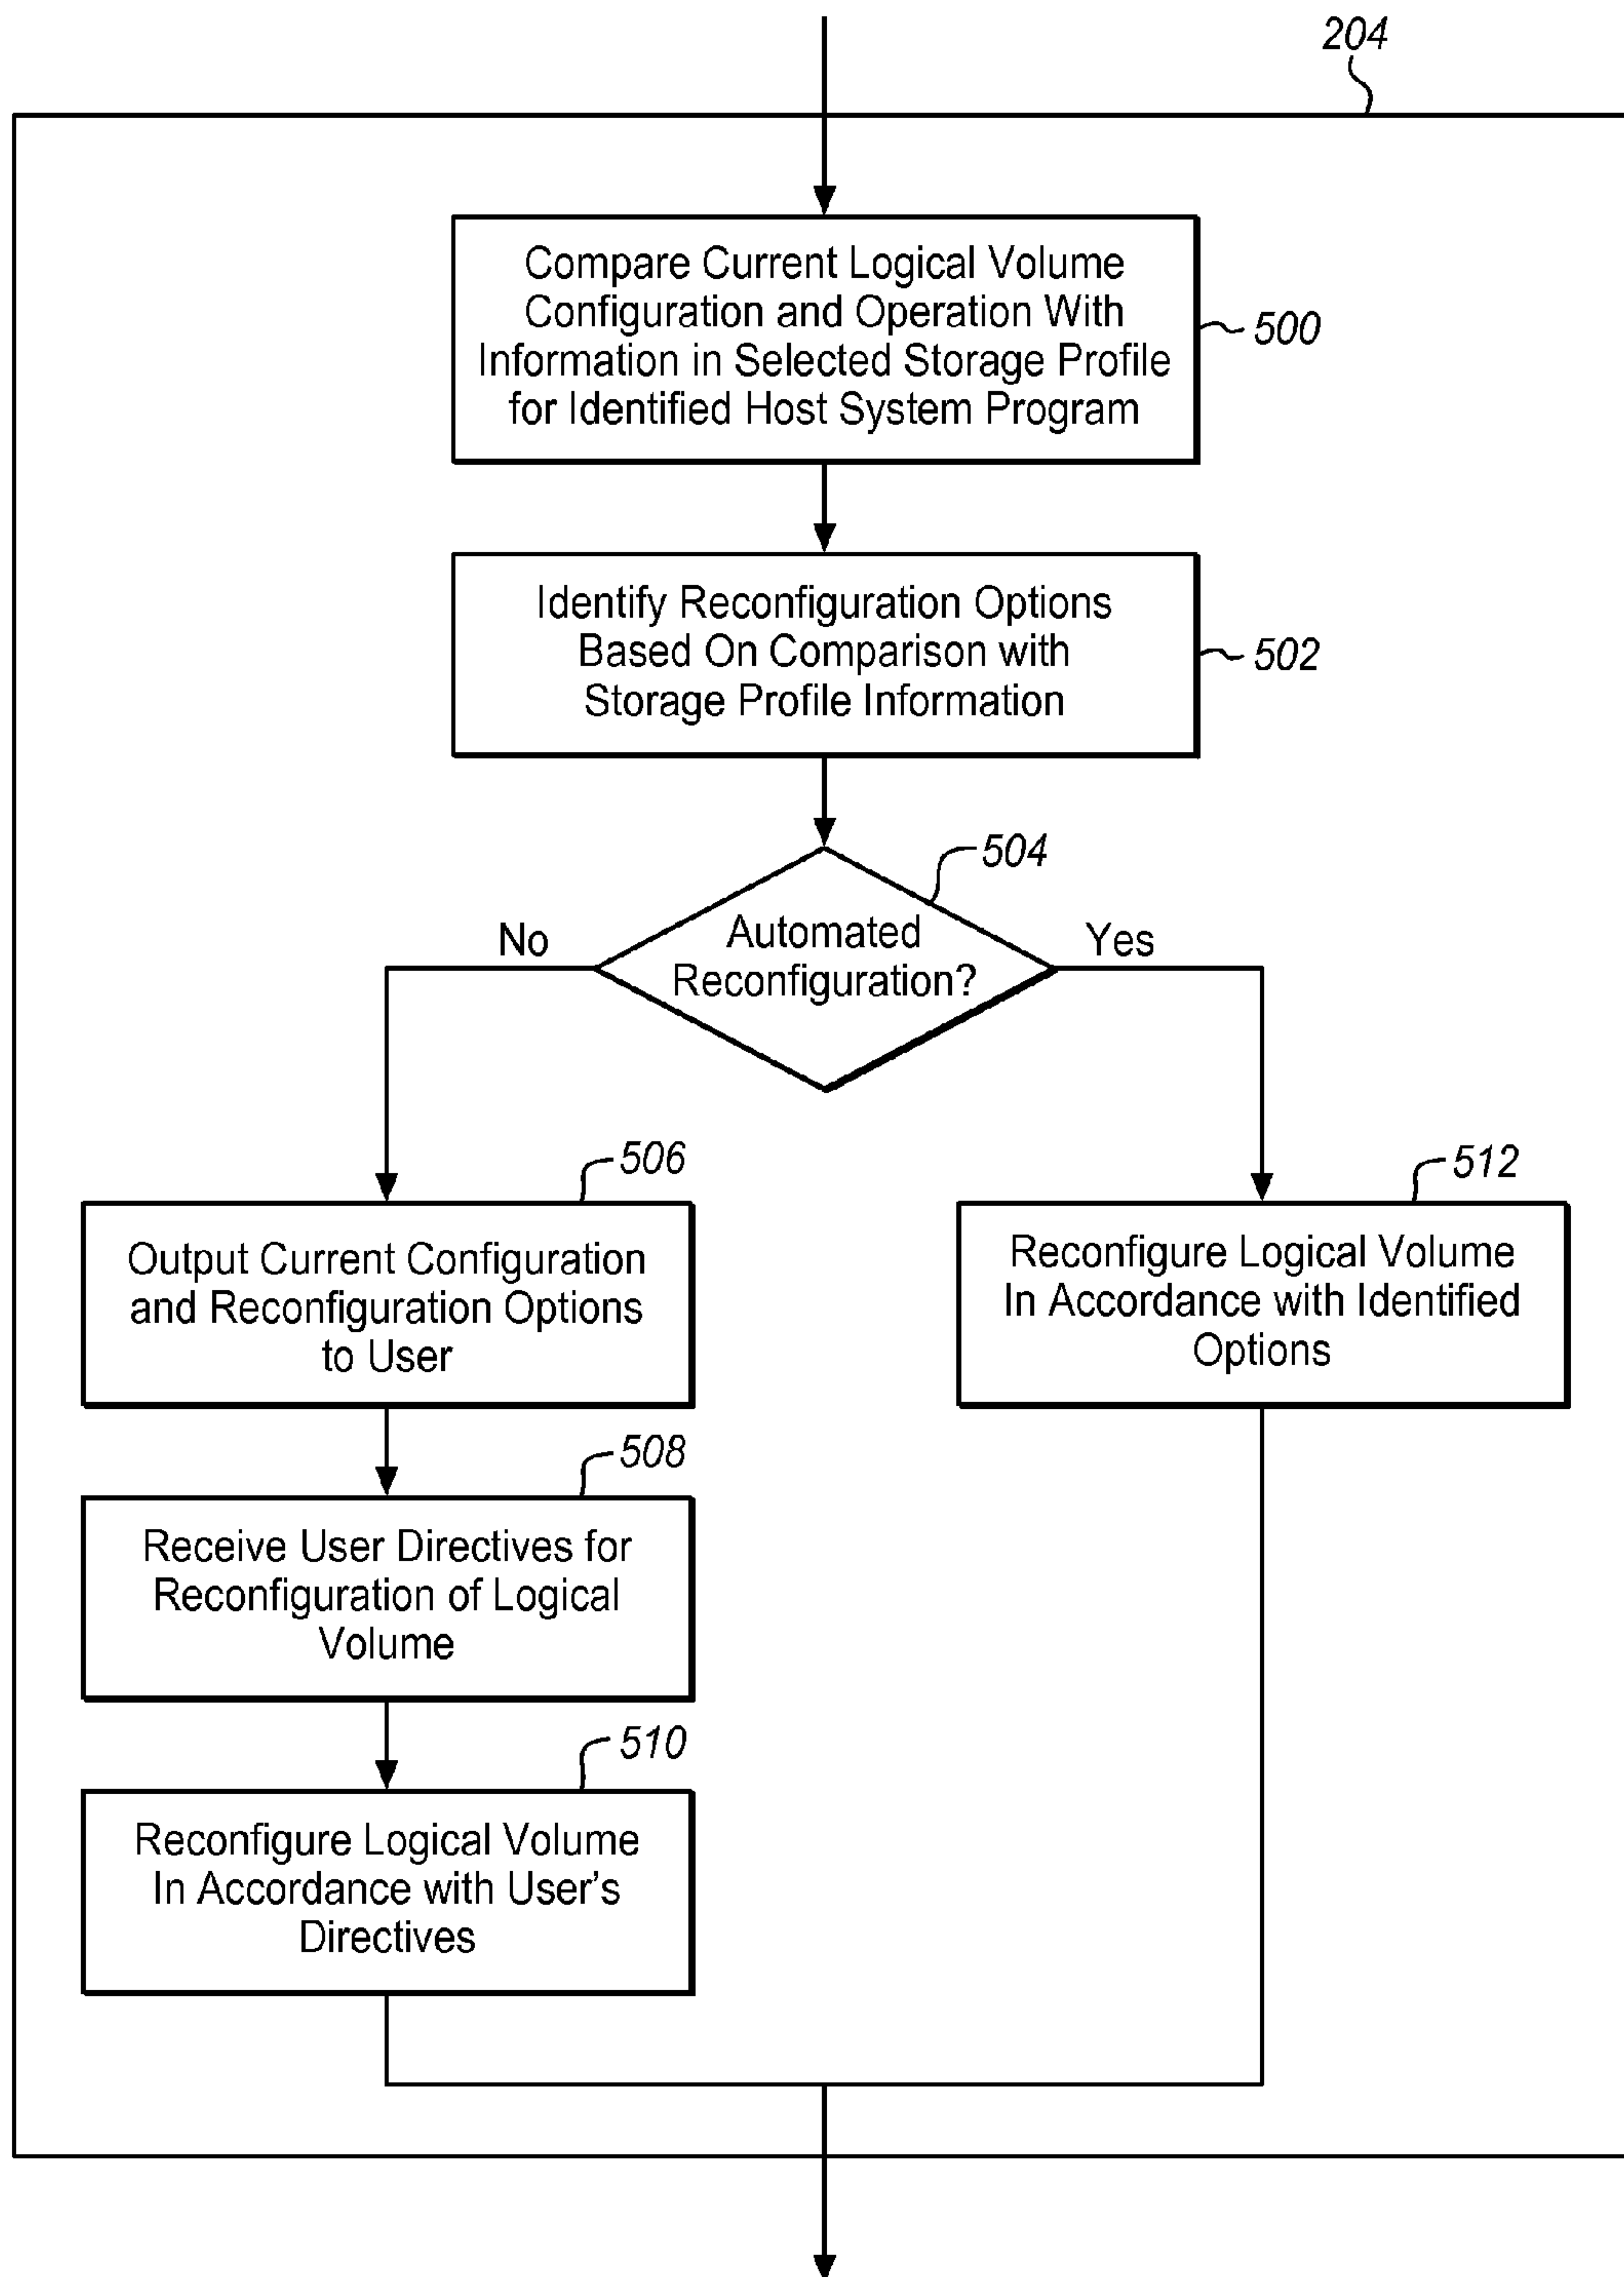 204
Compare Current Logical Volume
Configuration and Operation With
Information in Selected Storage Profile
for Identified Host System Program
500
Identify Reconfiguration Options
Based On Comparison with
Storage Profile Information
502
504
Automated
Reconfiguration?
No
Yes
506
Output Current Configuration
and Reconfiguration Options
to User
512
Reconfigure Logical Volume
In Accordance with Identified
Options
508
Receive User Directives for
Reconfiguration of Logical
Volume
510
Reconfigure Logical Volume
In Accordance with User's
Directives